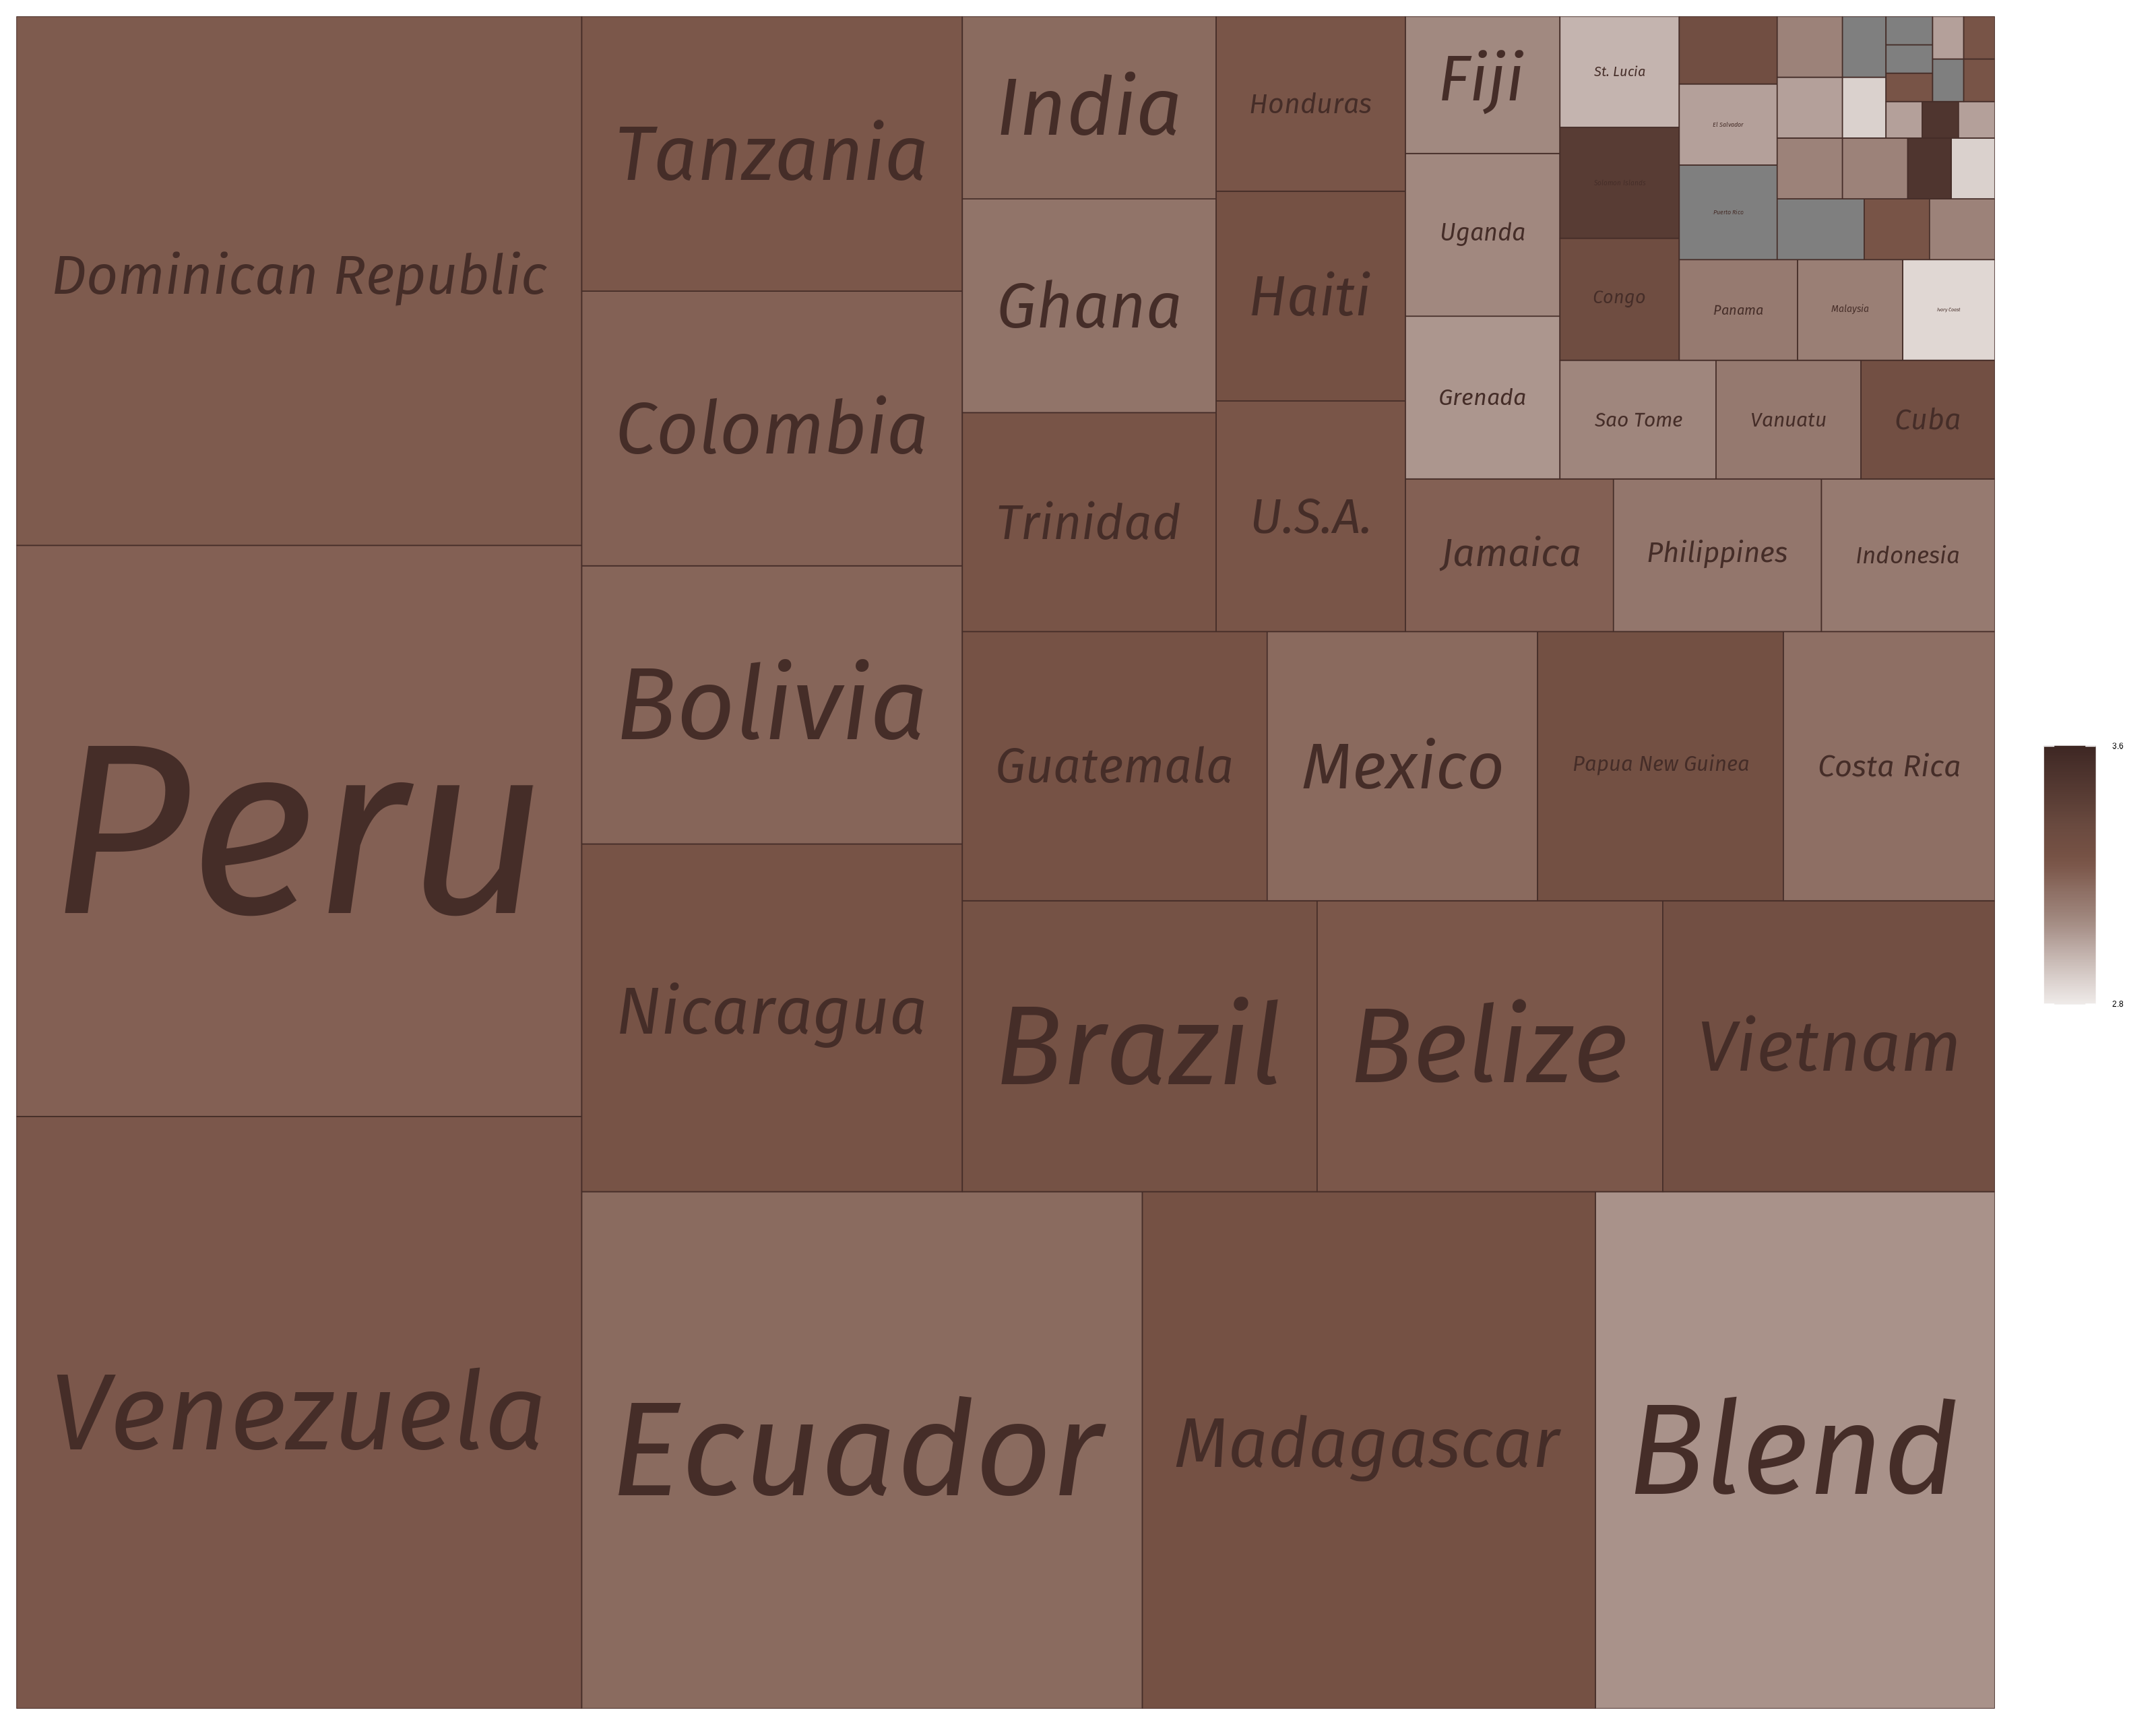 Dominican Republic
Peru
Venezuela
Tanzania
Colombia
Bolivia
Nicaragua
Ecuador
Madagascar
Blend
India
Ghana
Trinidad
Honduras
Haiti
U.S.A.
Guatemala
Mexico
Papua New Guinea
Costa Rica
Brazil
Belize
Vietnam
Fiji
Uganda
Grenada
Jamaica
Philippines
Indonesia
St. Lucia
Congo
Sao Tome
Vanuatu
Cuba
El Salvador
Puerto Rico
Panama
Malaysia
Ivory Coast
3.6
2.8